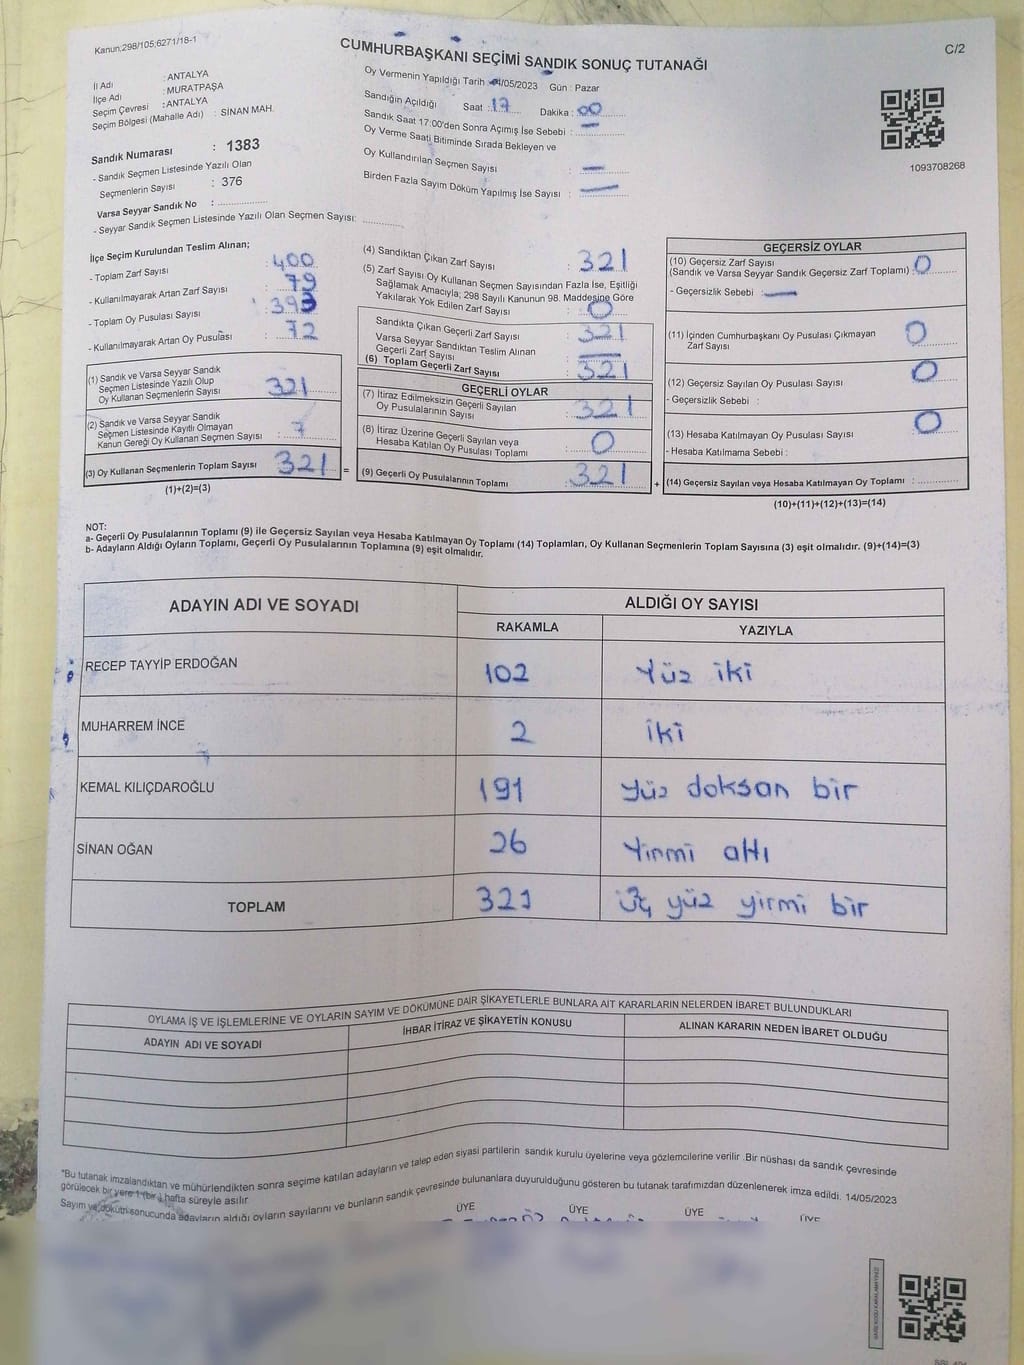 Kanun:298/105;6271/18-1
CUMHURBAŞKANI SEÇİMİ SANDIK SONUÇ TUTANAĞI
C/2
İl Adı : ANTALYA
İlçe Adı : MURATPAŞA
Seçim Çevresi : ANTALYA
Seçim Bölgesi (Mahalle Adı) : SİNAN MAH.
Sandık Numarası : 1383
- Sandık Seçmen Listesinde Yazılı Olan
Seçmenlerin Sayısı : 376
Varsa Seyyar Sandık No :
- Seyyar Sandık Seçmen Listesinde Yazılı Olan Seçmen Sayısı:
Oy Vermenin Yapıldığı Tarih 14/05/2023 Gün : Pazar
Sandığın Açıldığı Saat : 17 Dakika : 00
Sandık Saat 17:00'den Sonra Açımış İse Sebebi : —
Oy Verme Saati Bitiminde Sırada Bekleyen ve
Oy Kullandırılan Seçmen Sayısı : —
Birden Fazla Sayım Döküm Yapılmış İse Sayısı : —
1093708268
İlçe Seçim Kurulundan Teslim Alınan;
- Toplam Zarf Sayısı : 400
- Kullanılmayarak Artan Zarf Sayısı : 79
- Toplam Oy Pusulası Sayısı : 393
- Kullanılmayarak Artan Oy Pusulası : 72
(1) Sandık ve Varsa Seyyar Sandık
Seçmen Listesinde Yazılı Olup
Oy Kullanan Seçmenlerin Sayısı : 321
(2) Sandık ve Varsa Seyyar Sandık
Seçmen Listesinde Kayıtlı Olmayan
Kanun Gereği Oy Kullanan Seçmen Sayısı :
(3) Oy Kullanan Seçmenlerin Toplam Sayısı 321 =
(1)+(2)=(3)
(4) Sandıktan Çıkan Zarf Sayısı : 321
(5) Zarf Sayısı Oy Kullanan Seçmen Sayısından Fazla İse, Eşitliği
Sağlamak Amacıyla; 298 Sayılı Kanunun 98. Maddesine Göre
Yakılarak Yok Edilen Zarf Sayısı : 0
Sandıkta Çıkan Geçerli Zarf Sayısı : 321
Varsa Seyyar Sandıktan Teslim Alınan
Geçerli Zarf Sayısı : —
(6) Toplam Geçerli Zarf Sayısı : 321
GEÇERLİ OYLAR
(7) İtiraz Edilmeksizin Geçerli Sayılan
Oy Pusulalarının Sayısı : 321
(8) İtiraz Üzerine Geçerli Sayılan veya
Hesaba Katılan Oy Pusulası Toplamı : 0
(9) Geçerli Oy Pusulalarının Toplamı : 321 +
GEÇERSİZ OYLAR
(10) Geçersiz Zarf Sayısı
(Sandık ve Varsa Seyyar Sandık Geçersiz Zarf Toplamı) : 0
- Geçersizlik Sebebi : —
(11) İçinden Cumhurbaşkanı Oy Pusulası Çıkmayan
Zarf Sayısı : 0
(12) Geçersiz Sayılan Oy Pusulası Sayısı : 0
- Geçersizlik Sebebi :
(13) Hesaba Katılmayan Oy Pusulası Sayısı : 0
- Hesaba Katılmama Sebebi :
(14) Geçersiz Sayılan veya Hesaba Katılmayan Oy Toplamı :
(10)+(11)+(12)+(13)=(14)
NOT:
a- Geçerli Oy Pusulalarının Toplamı (9) ile Geçersiz Sayılan veya Hesaba Katılmayan Oy Toplamı (14) Toplamları, Oy Kullanan Seçmenlerin Toplam Sayısına (3) eşit olmalıdır. (9)+(14)=(3)
b- Adayların Aldığı Oyların Toplamı, Geçerli Oy Pusulalarının Toplamına (9) eşit olmalıdır.
ADAYIN ADI VE SOYADI ALDIĞI OY SAYISI
RAKAMLA YAZIYLA
RECEP TAYYİP ERDOĞAN 102 Yüz iki
MUHARREM İNCE 2 iki
KEMAL KILIÇDAROĞLU 191 yüz doksan bir
SİNAN OĞAN 26 Yirmi altı
TOPLAM 321 Üç yüz yirmi bir
OYLAMA İŞ VE İŞLEMLERİNE VE OYLARIN SAYIM VE DÖKÜMÜNE DAİR ŞİKAYETLERLE BUNLARA AİT KARARLARIN NELERDEN İBARET BULUNDUKLARI
ADAYIN ADI VE SOYADI İHBAR İTİRAZ VE ŞİKAYETİN KONUSU ALINAN KARARIN NEDEN İBARET OLDUĞU
*Bu tutanak imzalandıktan ve mühürlendikten sonra seçime katılan adayların ve talep eden siyasi partilerin sandık kurulu üyelerine veya gözlemcilerine verilir .Bir nüshası da sandık çevresinde
görülecek bir yere 1 (bir ) hafta süreyle asılır.
Sayım ve döküm sonucunda adayların aldığı oyların sayılarını ve bunların sandık çevresinde bulunanlara duyurulduğunu gösteren bu tutanak tarafımızdan düzenlenerek imza edildi. 14/05/2023
ÜYE ÜYE ÜYE ÜYE